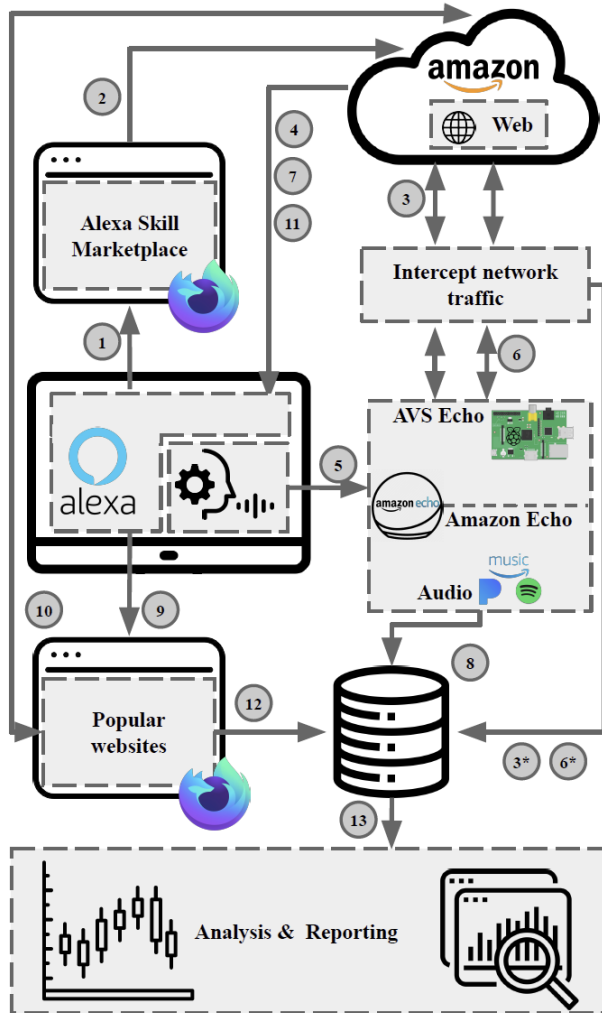 amazon
Web
2
4
3
7
11
Alexa Skill
Marketplace
Intercept network
traffic
1
6
AVS Echo
alexa
5
amazon echo
Amazon Echo
music
Audio
10
9
8
12
Popular
websites
3*
6*
13
Analysis & Reporting